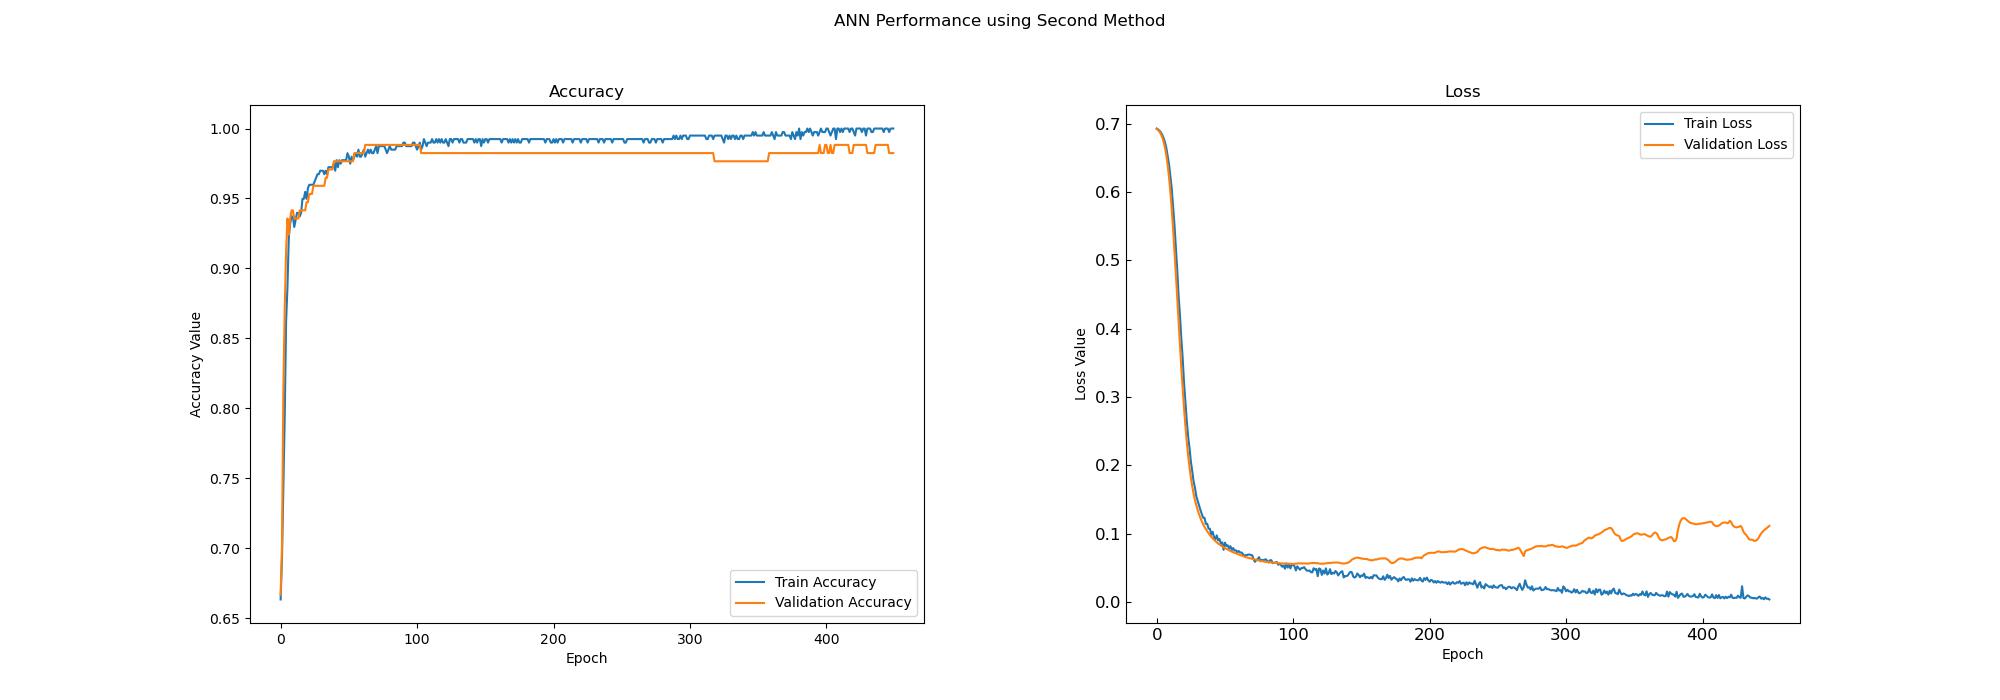 ANN Performance using Second Method
Accuracy
1.00
0.95
0.90
0.85
0.80
0.75
0.70
0.65
Accuracy Value
Train Accuracy
Validation Accuracy
0 100 200 300 400
Epoch
Loss
0.7
0.6
0.5
0.4
0.3
0.2
0.1
0.0
Loss Value
Train Loss
Validation Loss
0 100 200 300 400
Epoch